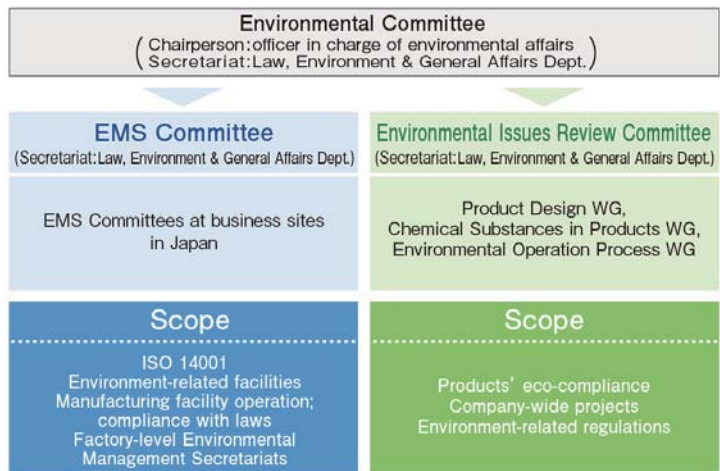 Environmental Committee
(Chairperson:officer in charge of environmental affairs
Secretariat:Law, Environment & General Affairs Dept.)
EMS Committee
(Secretariat:Law, Environment & General Affairs Dept.)
EMS Committees at business sites
in Japan
Scope
ISO 14001
Environment-related facilities
Manufacturing facility operation;
compliance with laws
Factory-level Environmental
Management Secretariats
Environmental Issues Review Committee
(Secretariat:Law, Environment & General Affairs Dept.)
Product Design WG,
Chemical Substances in Products WG,
Environmental Operation Process WG
Scope
Products' eco-compliance
Company-wide projects
Environment-related regulations